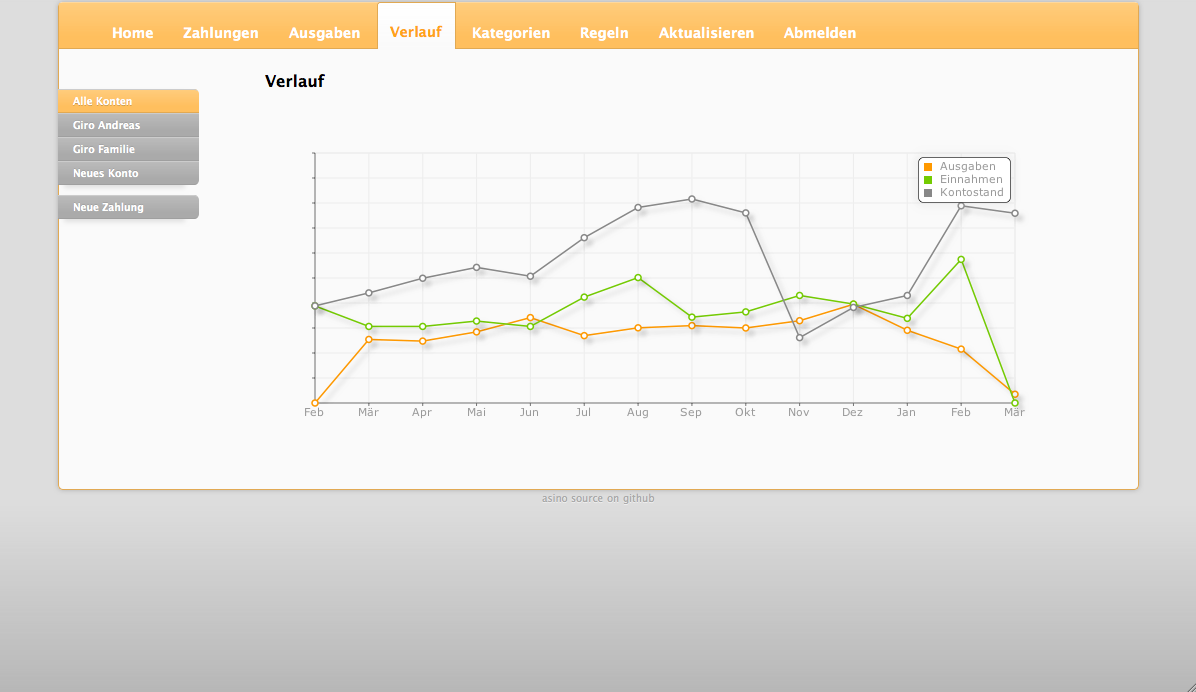 Home Zahlungen Ausgaben Verlauf Kategorien Regeln Aktualisieren Abmelden
Verlauf
Alle Konten
Giro Andreas
Giro Familie
Neues Konto
Neue Zahlung
Ausgaben
Einnahmen
Kontostand
Feb Mär Apr Mai Jun Jul Aug Sep Okt Nov Dez Jan Feb Mär
asino source on github